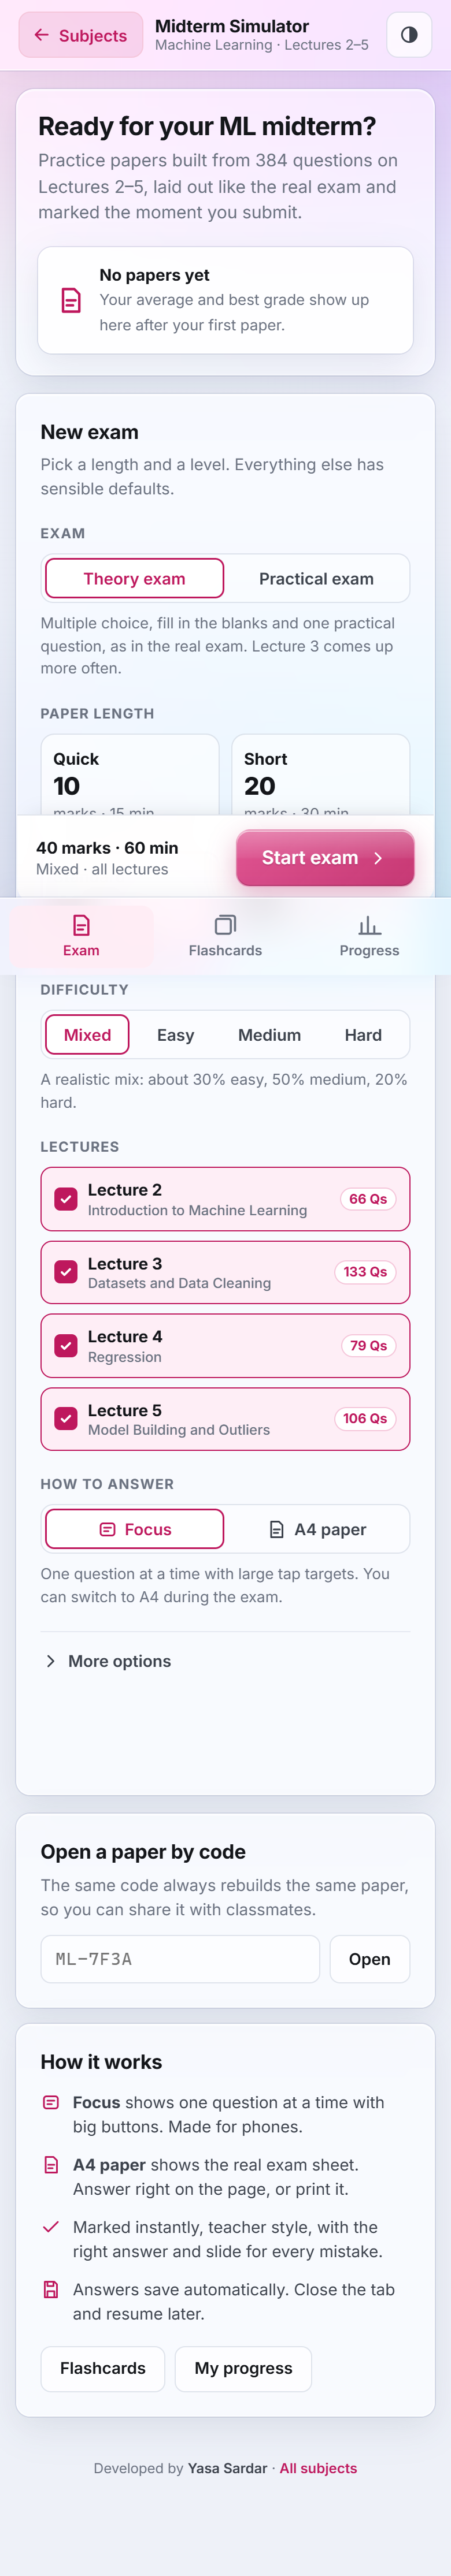 Subjects
Midterm Simulator
Machine Learning · Lectures 2–5
Ready for your ML midterm?
Practice papers built from 384 questions on
Lectures 2–5, laid out like the real exam and
marked the moment you submit.
No papers yet
Your average and best grade show up
here after your first paper.
New exam
Pick a length and a level. Everything else has
sensible defaults.
EXAM
Theory exam
Practical exam
Multiple choice, fill in the blanks and one practical
question, as in the real exam. Lecture 3 comes up
more often.
PAPER LENGTH
Quick
10
marks · 15 min
Short
20
marks · 30 min
40 marks · 60 min
Mixed · all lectures
Start exam
Exam
Flashcards
Progress
DIFFICULTY
Mixed
Easy
Medium
Hard
A realistic mix: about 30% easy, 50% medium, 20%
hard.
LECTURES
Lecture 2
Introduction to Machine Learning
66 Qs
Lecture 3
Datasets and Data Cleaning
133 Qs
Lecture 4
Regression
79 Qs
Lecture 5
Model Building and Outliers
106 Qs
HOW TO ANSWER
Focus
A4 paper
One question at a time with large tap targets. You
can switch to A4 during the exam.
More options
Open a paper by code
The same code always rebuilds the same paper,
so you can share it with classmates.
ML-7F3A
Open
How it works
Focus shows one question at a time with
big buttons. Made for phones.
A4 paper shows the real exam sheet.
Answer right on the page, or print it.
Marked instantly, teacher style, with the
right answer and slide for every mistake.
Answers save automatically. Close the tab
and resume later.
Flashcards
My progress
Developed by Yasa Sardar · All subjects